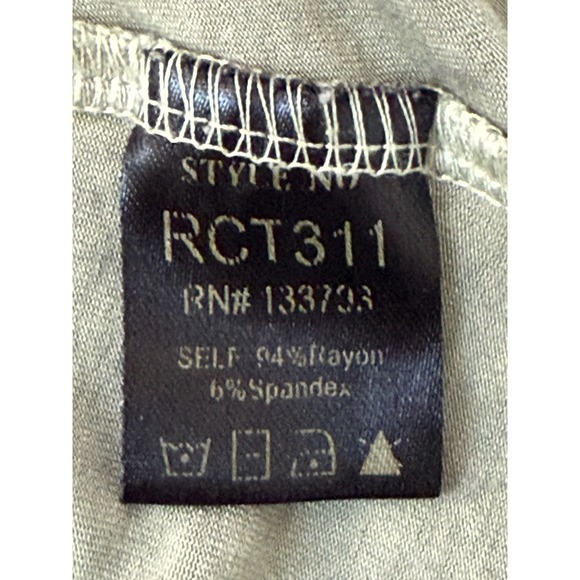 STYLE NO
RCT311
RN# 133793
SELF 94%Rayon
6%Spandex